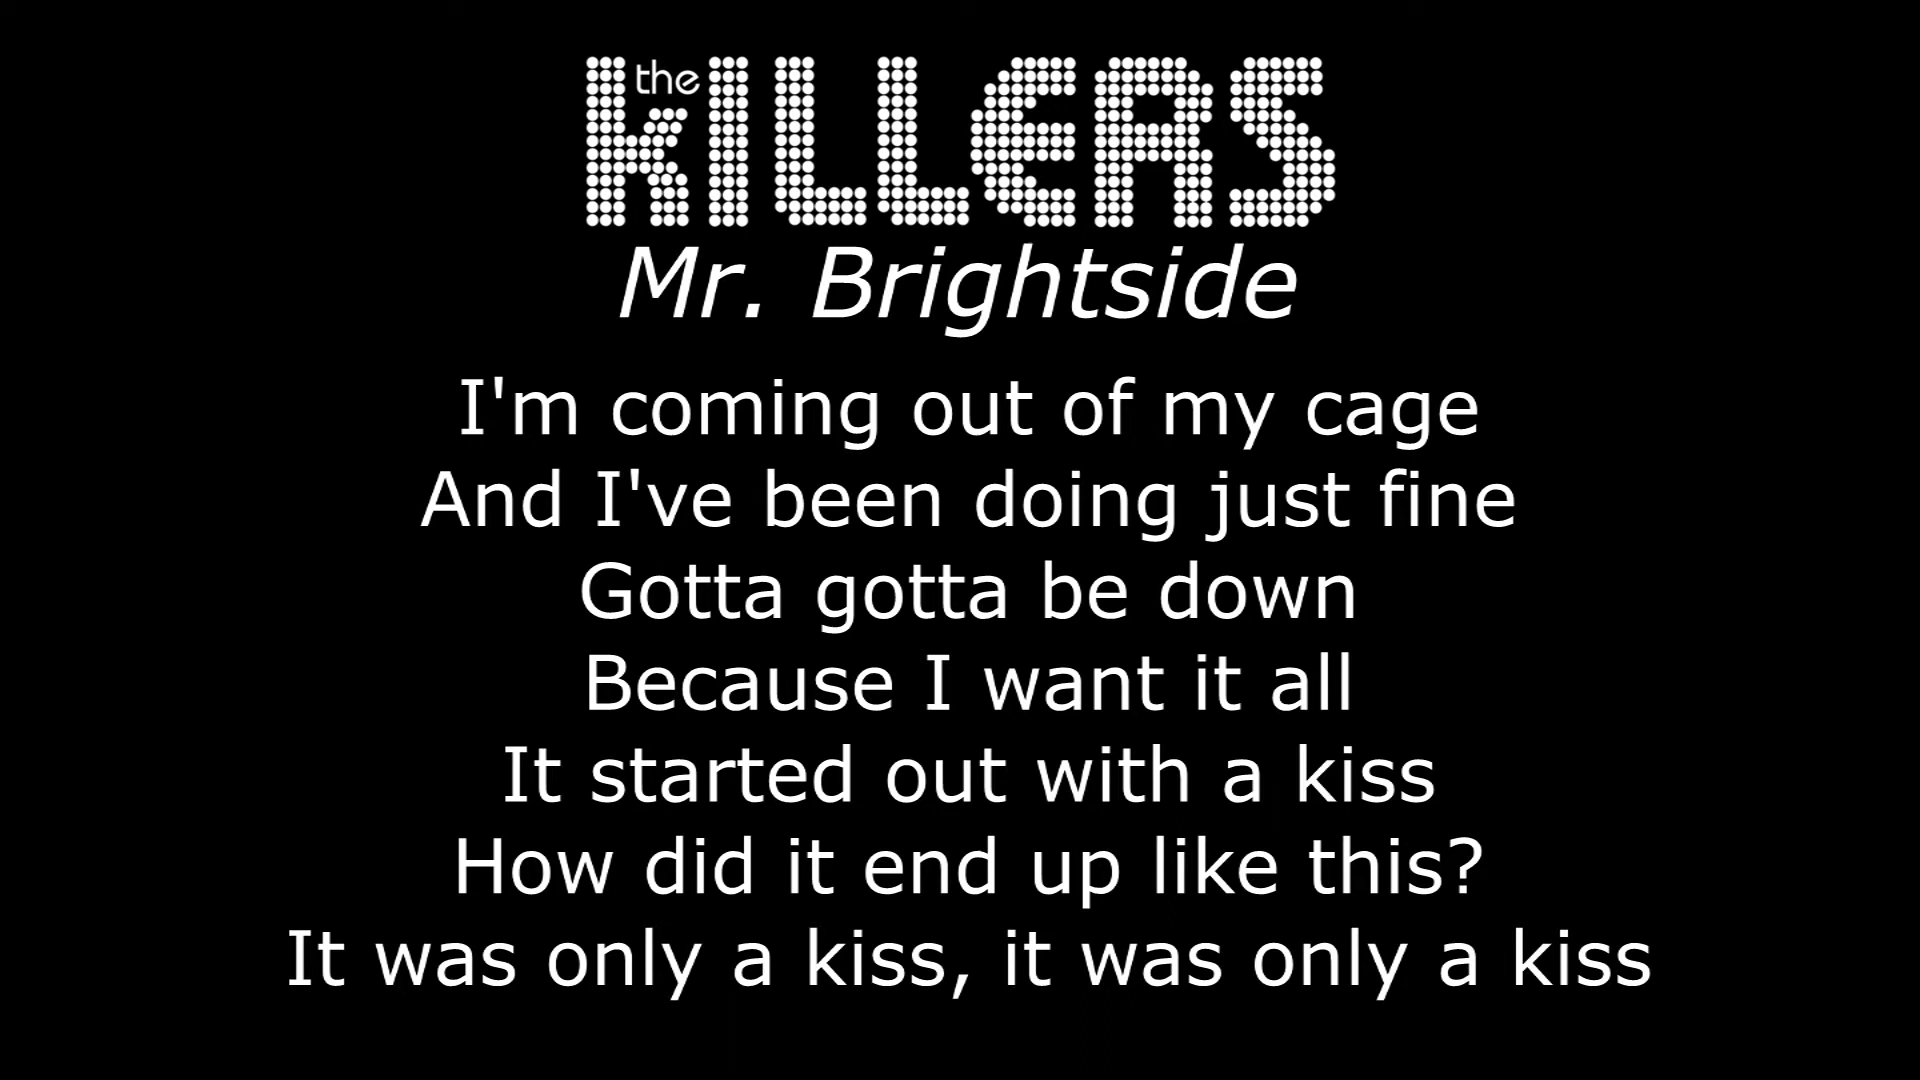 the
KILLERS
Mr. Brightside
I'm coming out of my cage
And I've been doing just fine
Gotta gotta be down
Because I want it all
It started out with a kiss
How did it end up like this?
It was only a kiss, it was only a kiss